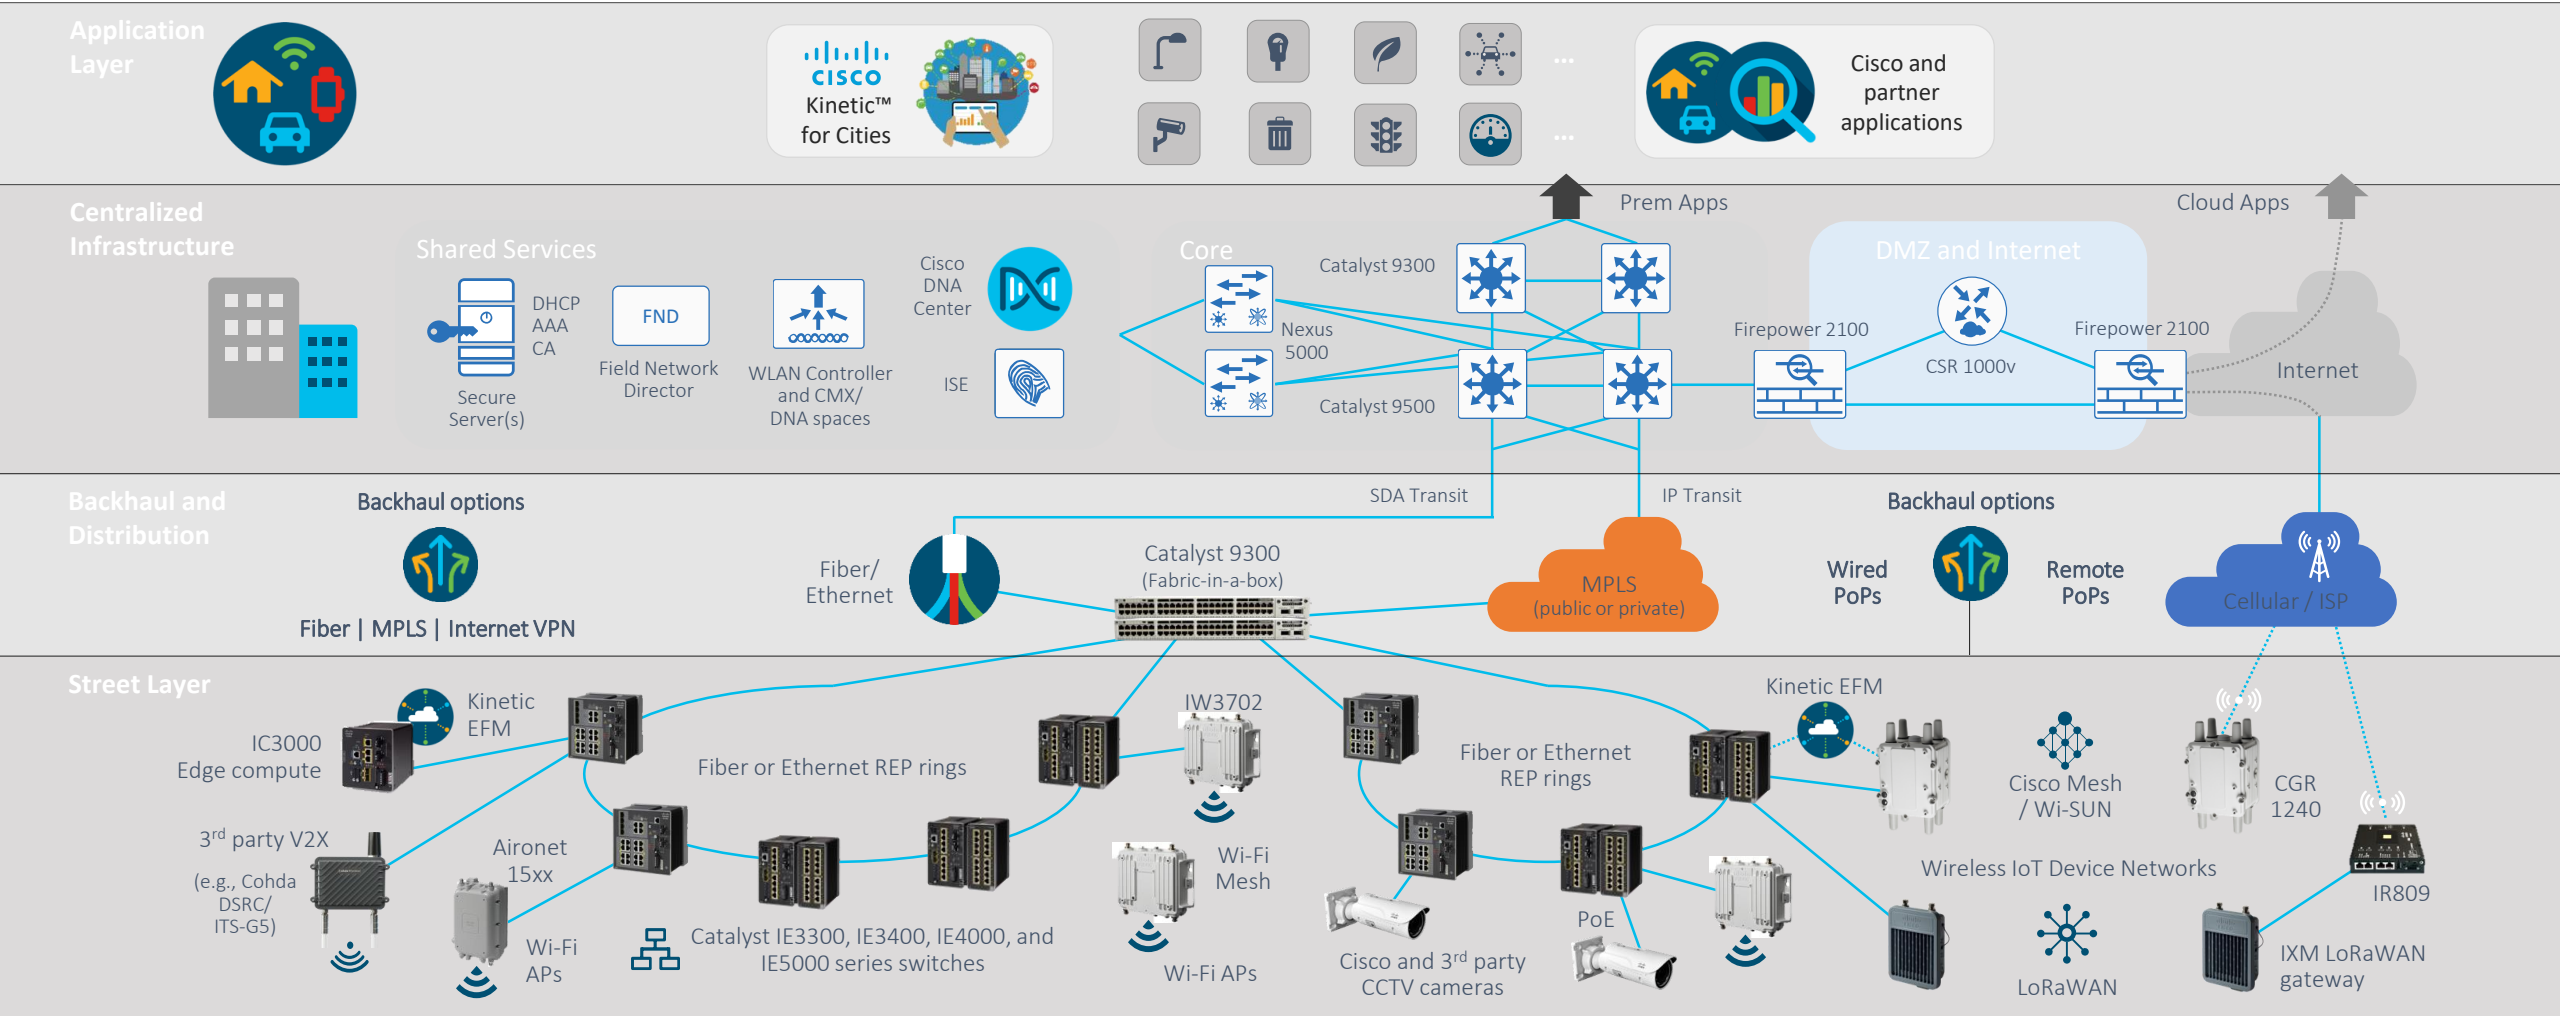 Application
Layer
CISCO
Kinetic™
for Cities
...
...
Cisco and
partner
applications
Centralized
Infrastructure
Prem Apps
Cloud Apps
Shared Services
DHCP
AAA
CA
Secure
Server(s)
FND
Field Network
Director
WLAN Controller
and CMX/
DNA spaces
Cisco
DNA
Center
ISE
Core
Nexus
5000
Catalyst 9300
Catalyst 9500
DMZ and Internet
Firepower 2100
CSR 1000v
Firepower 2100
Internet
Backhaul and
Distribution
Backhaul options
Fiber | MPLS | Internet VPN
SDA Transit
IP Transit
Fiber/
Ethernet
Catalyst 9300
(Fabric-in-a-box)
MPLS
(public or private)
Backhaul options
Wired
PoPs
Remote
PoPs
Cellular / ISP
Street Layer
Kinetic
EFM
IC3000
Edge compute
3rd party V2X
(e.g., Cohda
DSRC/
ITS-G5)
Aironet
15xx
Wi-Fi
APs
Fiber or Ethernet REP rings
Catalyst IE3300, IE3400, IE4000, and
IE5000 series switches
IW3702
Wi-Fi
Mesh
Wi-Fi APs
Fiber or Ethernet
REP rings
Cisco and 3rd party
CCTV cameras
PoE
Kinetic EFM
Cisco Mesh
/ Wi-SUN
CGR
1240
Wireless IoT Device Networks
IR809
LoRaWAN
IXM LoRaWAN
gateway